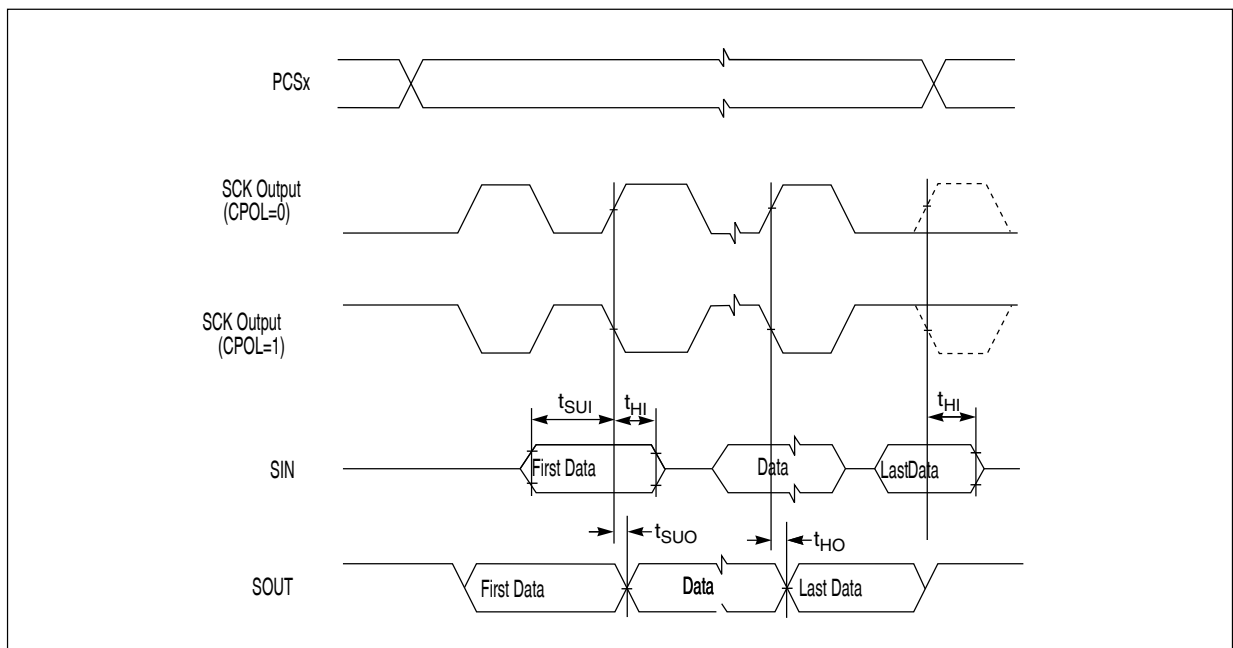 PCSx
SCK Output
(CPOL=0)
SCK Output
(CPOL=1)
tSUI
tHI
tHI
SIN
First Data
Data
LastData
tSUO
tHO
SOUT
First Data
Data
Last Data